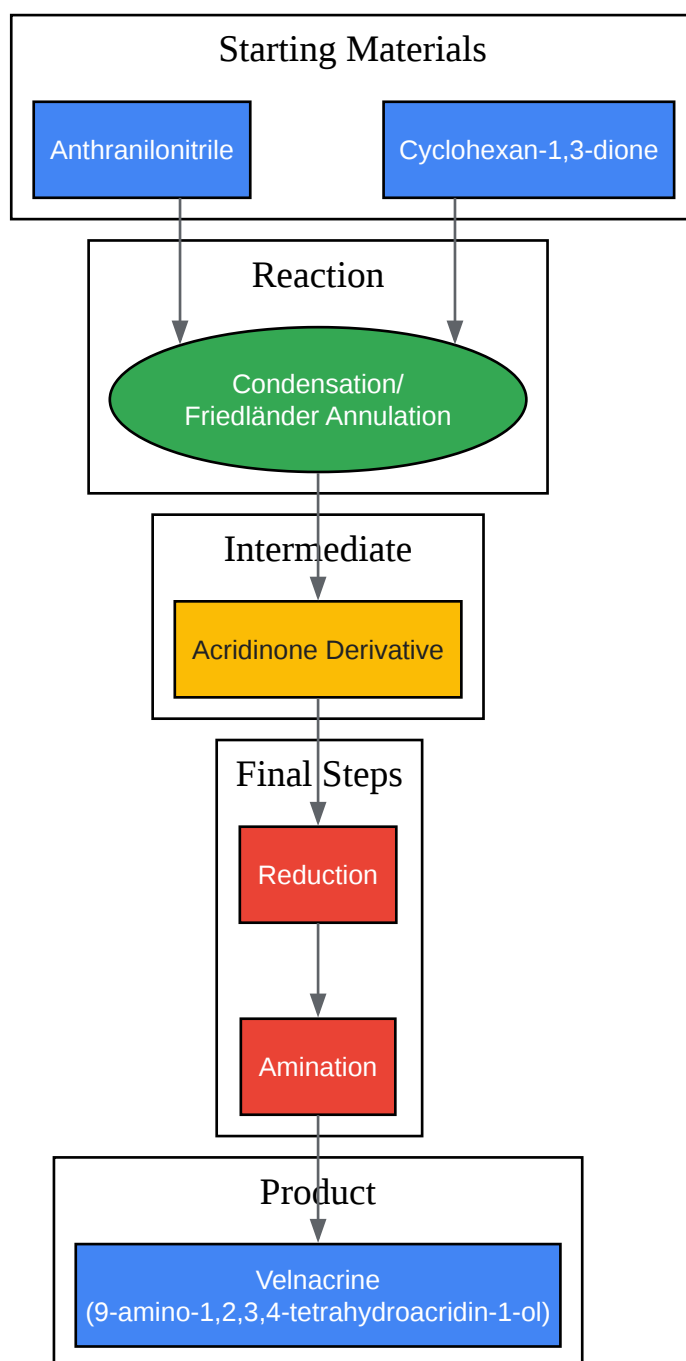 Starting Materials
Anthranilonitrile
Cyclohexan-1,3-dione
Reaction
Condensation/
Friedländer Annulation
Intermediate
Acridinone Derivative
Final Steps
Reduction
Amination
Product
Velnacrine
(9-amino-1,2,3,4-tetrahydroacridin-1-ol)